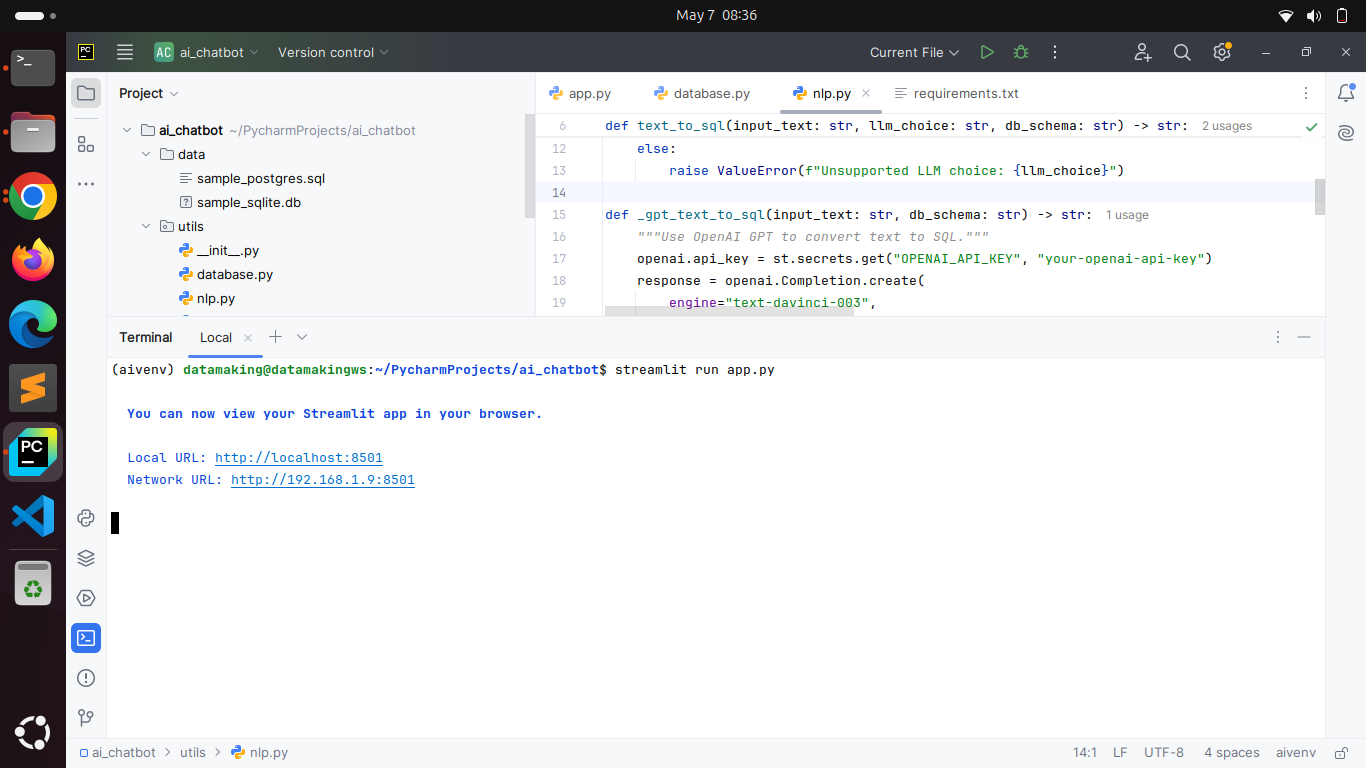 May 7  08:36
PC
AC ai_chatbot
Version control
Current File
Project
ai_chatbot ~/PycharmProjects/ai_chatbot
data
sample_postgres.sql
sample_sqlite.db
utils
__init__.py
database.py
nlp.py
app.py
database.py
nlp.py
requirements.txt
6 def text_to_sql(input_text: str, llm_choice: str, db_schema: str) -> str: 2 usages
12 else:
13 raise ValueError(f"Unsupported LLM choice: {llm_choice}")
14
15 def _gpt_text_to_sql(input_text: str, db_schema: str) -> str: 1 usage
16 """Use OpenAI GPT to convert text to SQL."""
17 openai.api_key = st.secrets.get("OPENAI_API_KEY", "your-openai-api-key")
18 response = openai.Completion.create(
19 engine="text-davinci-003",
Terminal
Local
(aivenv) datamaking@datamakingws:~/PycharmProjects/ai_chatbot$ streamlit run app.py
You can now view your Streamlit app in your browser.
Local URL: http://localhost:8501
Network URL: http://192.168.1.9:8501
PC
ai_chatbot > utils > nlp.py
14:1 LF UTF-8 4 spaces aivenv